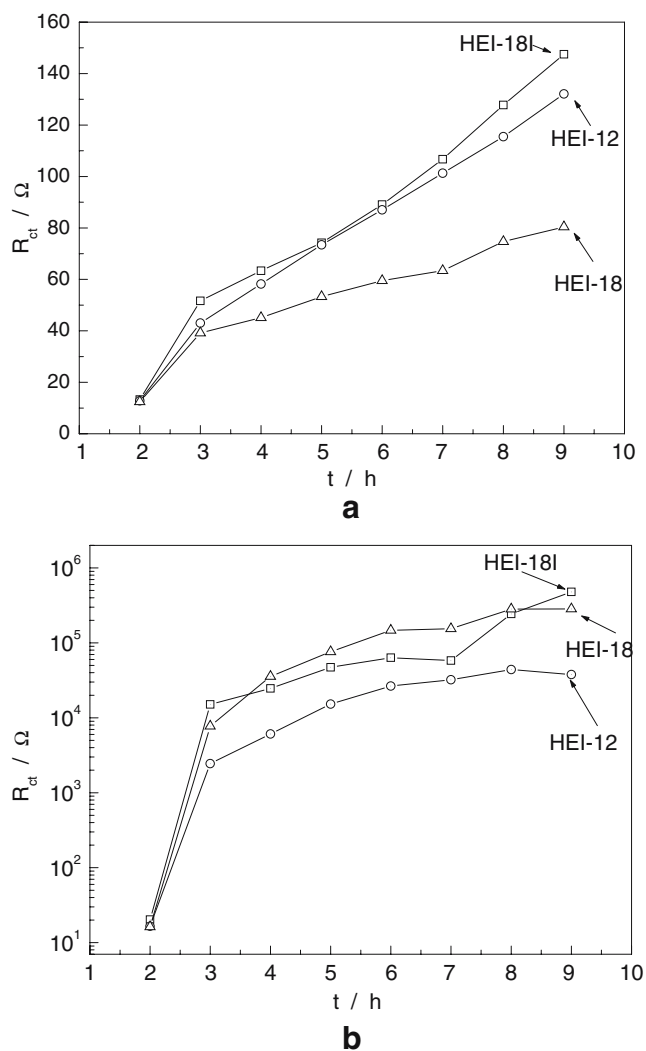 160
140
120
100
80
60
40
20
0
R_ct / Ω
HEI-18I
HEI-12
HEI-18
1 2 3 4 5 6 7 8 9 10
t / h
a
10^6
10^5
10^4
10^3
10^2
10^1
R_ct / Ω
HEI-18I
HEI-18
HEI-12
1 2 3 4 5 6 7 8 9 10
t / h
b